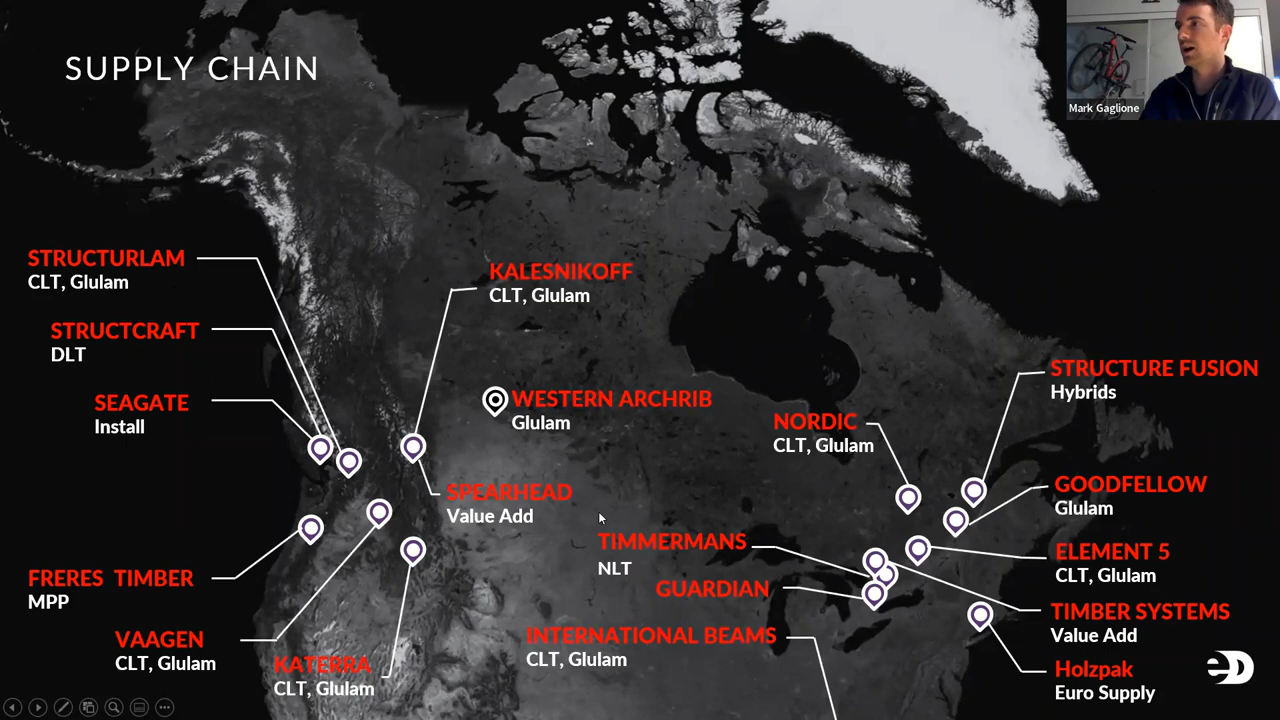 SUPPLY CHAIN
Mark Gaglione
STRUCTURLAM
CLT, Glulam
STRUCTCRAFT
DLT
SEAGATE
Install
FRERES TIMBER
MPP
VAAGEN
CLT, Glulam
KATERRA
CLT, Glulam
KALESNIKOFF
CLT, Glulam
WESTERN ARCHRIB
Glulam
SPEARHEAD
Value Add
TIMMERMANS
NLT
GUARDIAN
INTERNATIONAL BEAMS
CLT, Glulam
NORDIC
CLT, Glulam
STRUCTURE FUSION
Hybrids
GOODFELLOW
Glulam
ELEMENT 5
CLT, Glulam
TIMBER SYSTEMS
Value Add
Holzpak
Euro Supply
eD